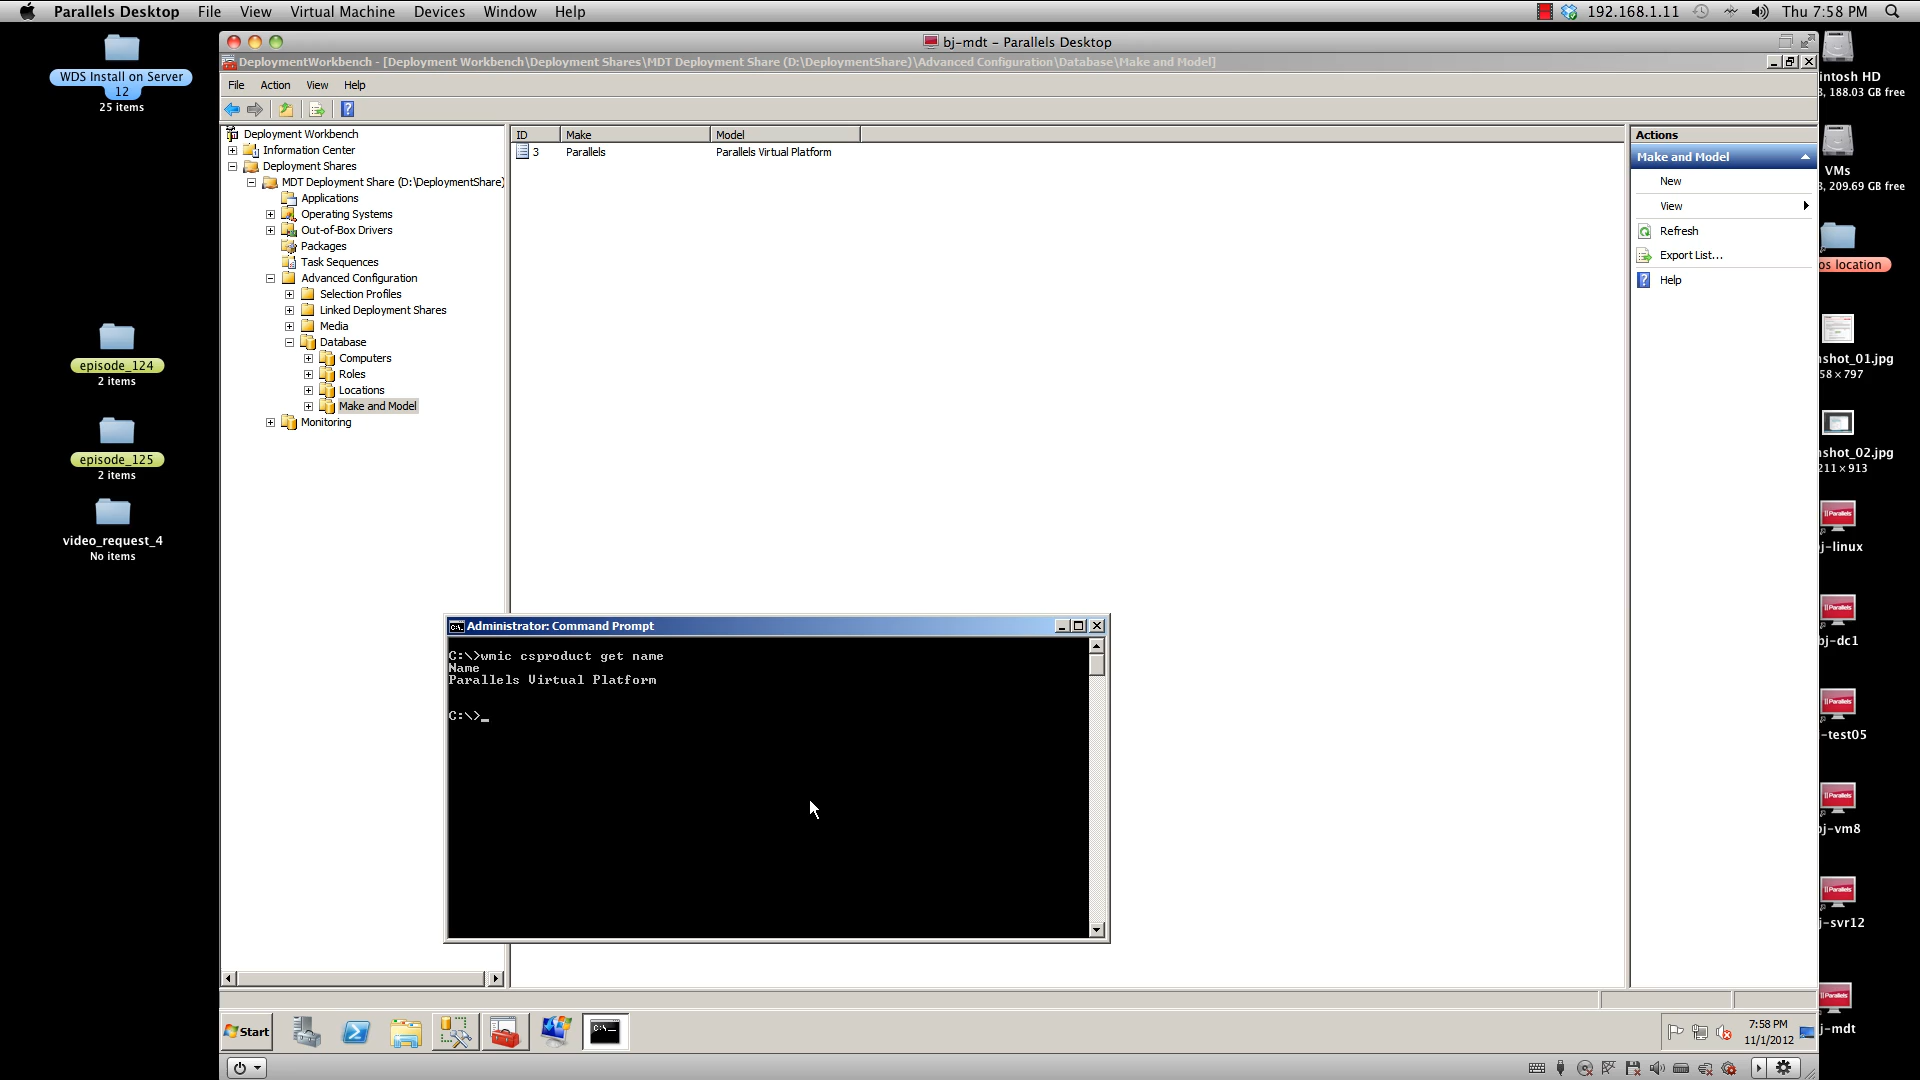 Parallels Desktop File View Virtual Machine Devices Window Help
192.168.1.11 Thu 7:58 PM
WDS Install on Server
12
25 items
episode_124
2 items
episode_125
2 items
video_request_4
No items
bj-mdt - Parallels Desktop
DeploymentWorkbench - [Deployment Workbench\Deployment Shares\MDT Deployment Share (D:\DeploymentShare)\Advanced Configuration\Database\Make and Model]
File Action View Help
Deployment Workbench
Information Center
Deployment Shares
MDT Deployment Share (D:\DeploymentShare)
Applications
Operating Systems
Out-of-Box Drivers
Packages
Task Sequences
Advanced Configuration
Selection Profiles
Linked Deployment Shares
Media
Database
Computers
Roles
Locations
Make and Model
Monitoring
ID Make Model
3 Parallels Parallels Virtual Platform
Actions
Make and Model
New
View
Refresh
Export List...
Help
Administrator: Command Prompt
C:\>wmic csproduct get name
Name
Parallels Virtual Platform
C:\>_
Start
7:58 PM
11/1/2012
intosh HD
, 188.03 GB free
VMs
, 209.69 GB free
os location
shot_01.jpg
58 × 797
shot_02.jpg
211 × 913
Parallels
j-linux
Parallels
bj-dc1
Parallels
-test05
Parallels
bj-vm8
Parallels
j-svr12
Parallels
j-mdt